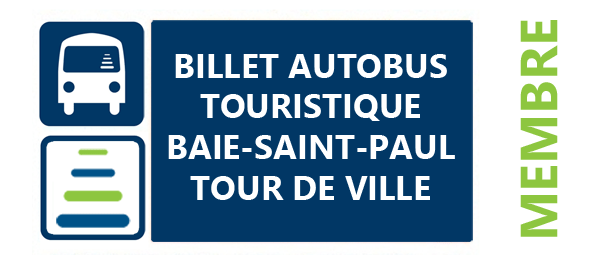 BILLET AUTOBUS
TOURISTIQUE
BAIE-SAINT-PAUL
TOUR DE VILLE
MEMBRE